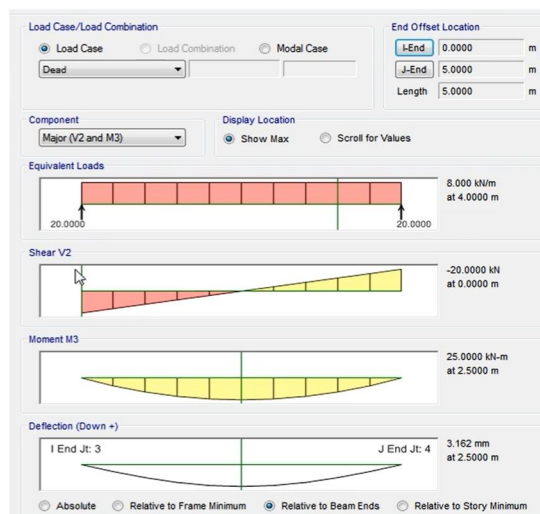 Load Case/Load Combination
End Offset Location
Load Case
Load Combination
Modal Case
I-End 0.0000 m
Dead
J-End 5.0000 m
Length 5.0000 m
Component
Display Location
Major (V2 and M3)
Show Max
Scroll for Values
Equivalent Loads
8.000 kN/m
at 4.0000 m
20.0000
20.0000
Shear V2
-20.0000 kN
at 0.0000 m
Moment M3
25.0000 kN-m
at 2.5000 m
Deflection (Down +)
I End Jt: 3
J End Jt: 4
3.162 mm
at 2.5000 m
Absolute
Relative to Frame Minimum
Relative to Beam Ends
Relative to Story Minimum